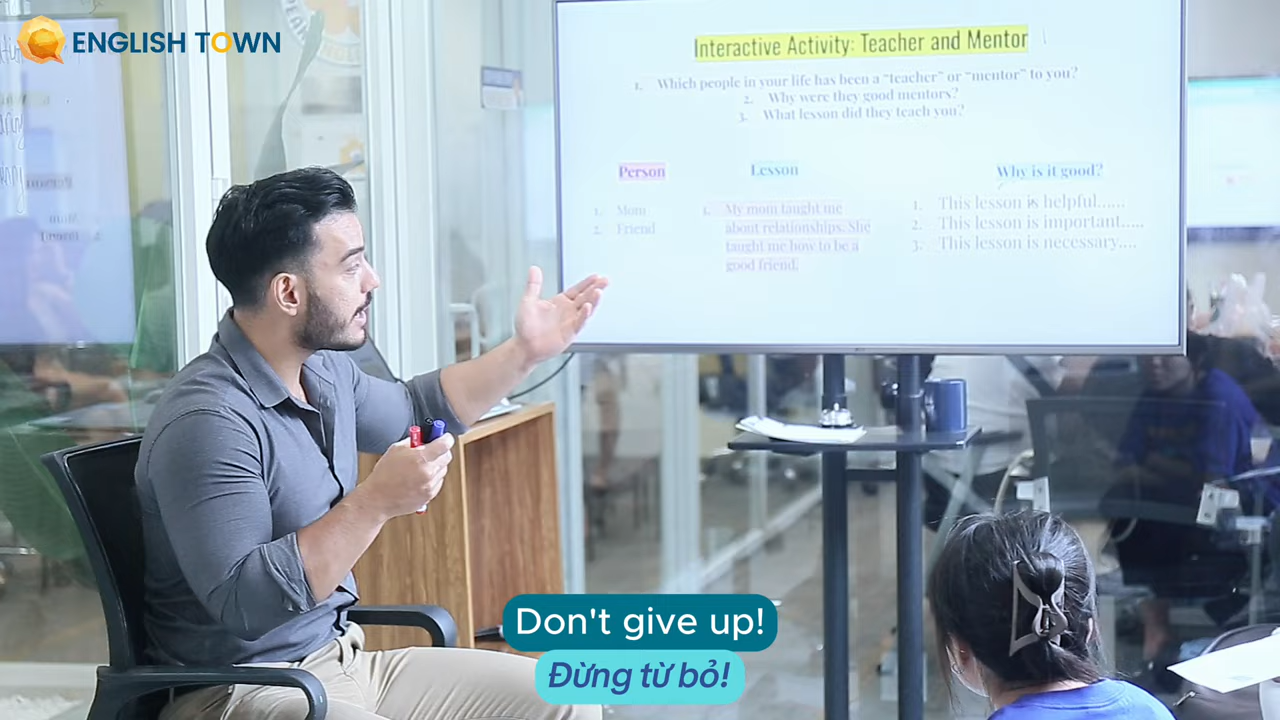 ENGLISH TOWN
Interactive Activity: Teacher and Mentor
1. Which people in your life has been a "teacher" or "mentor" to you?
2. Why were they good mentors?
3. What lesson did they teach you?
Person
1. Mom
2. Friend
Lesson
1. My mom taught me
about relationships. She
taught me how to be a
good friend.
Why is it good?
1. This lesson is helpful......
2. This lesson is important.....
3. This lesson is necessary....
Don't give up!
Đừng từ bỏ!